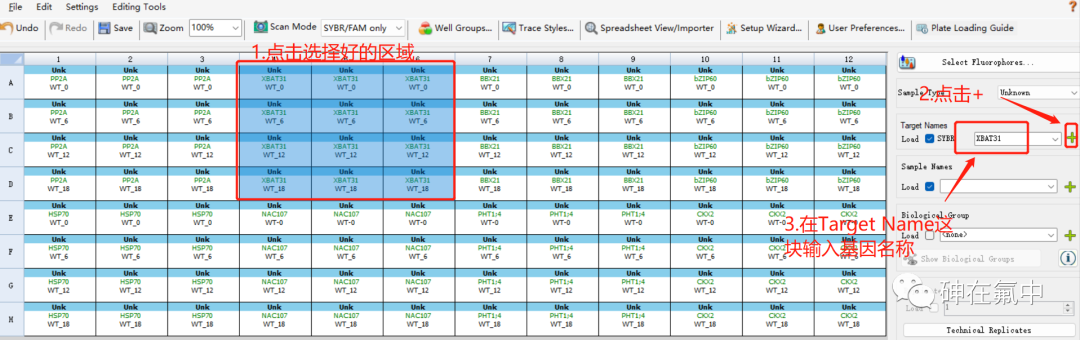 File Edit Settings Editing Tools ?
Undo Redo Save Zoom 100% Scan Mode SYBR/FAM only Well Groups... Trace Styles... Spreadsheet View/Importer Setup Wizard... User Preferences... Plate Loading Guide
1.点击选择好的区域
1 2 3 7 8 9 10 11 12
Unk Unk Unk Unk Unk Unk Unk Unk Unk Unk Unk Unk
A PP2A PP2A PP2A XBAT31 XBAT31 XBAT31 BBX21 BBX21 BBX21 bZIP60 bZIP60 bZIP60
WT_0 WT_0 WT_0 WT_0 WT_0 WT_0 WT_0 WT_0 WT_0 WT_0 WT_0 WT_0
Unk Unk Unk Unk Unk Unk Unk Unk Unk Unk Unk Unk
B PP2A PP2A PP2A XBAT31 XBAT31 XBAT31 BBX21 BBX21 BBX21 bZIP60 bZIP60 bZIP60
WT_6 WT_6 WT_6 WT_6 WT_6 WT_6 WT_6 WT_6 WT_6 WT_6 WT_6 WT_6
Unk Unk Unk Unk Unk Unk Unk Unk Unk Unk Unk Unk
C PP2A PP2A PP2A XBAT31 XBAT31 XBAT31 BBX21 BBX21 BBX21 bZIP60 bZIP60 bZIP60
WT_12 WT_12 WT_12 WT_12 WT_12 WT_12 WT_12 WT_12 WT_12 WT_12 WT_12 WT_12
Unk Unk Unk Unk Unk Unk Unk Unk Unk Unk Unk Unk
D PP2A PP2A PP2A XBAT31 XBAT31 XBAT31 BBX21 BBX21 BBX21 bZIP60 bZIP60 bZIP60
WT_18 WT_18 WT_18 WT_18 WT_18 WT_18 WT_18 WT_18 WT_18 WT_18 WT_18 WT_18
Unk Unk Unk Unk Unk Unk Unk Unk Unk Unk Unk Unk
E HSP70 HSP70 HSP70 NAC107 NAC107 NAC107 PHT1;4 PHT1;4 PHT1;4 CKX2 CKX2 CKX2
WT_0 WT_0 WT_0 WT-0 WT-0 WT-0 WT-0 WT-0 WT-0 WT_0 WT_0 WT_0
Unk Unk Unk Unk Unk Unk Unk Unk Unk Unk Unk Unk
F HSP70 HSP70 HSP70 NAC107 NAC107 NAC107 PHT1;4 PHT1;4 PHT1;4 CKX2 CKX2 CKX2
WT_6 WT_6 WT_6 WT_6 WT_6 WT_6 WT_6 WT_6 WT_6 WT_6 WT_6 WT_6
Unk Unk Unk Unk Unk Unk Unk Unk Unk Unk Unk Unk
G HSP70 HSP70 HSP70 NAC107 NAC107 NAC107 PHT1;4 PHT1;4 PHT1;4 CKX2 CKX2 CKX2
WT_12 WT_12 WT_12 WT_12 WT_12 WT_12 WT_12 WT_12 WT_12 WT_12 WT_12 WT_12
Unk Unk Unk Unk Unk Unk Unk Unk Unk Unk Unk Unk
H HSP70 HSP70 HSP70 NAC107 NAC107 NAC107 PHT1;4 PHT1;4 PHT1;4 CKX2 CKX2 CKX2
WT_18 WT_18 WT_18 WT_18 WT_18 WT_18 WT_18 WT_18 WT_18 WT_18 WT_18 WT_18
Select Fluorophores...
Sample Type Unknown
2.点击+
Target Names
Load SYBR XBAT31
Sample Names
Load
Biological Group
Load <none>
3.在Target Name这
块输入基因名称
Show Biological Groups
砷在氟中
Load 1
Technical Replicates